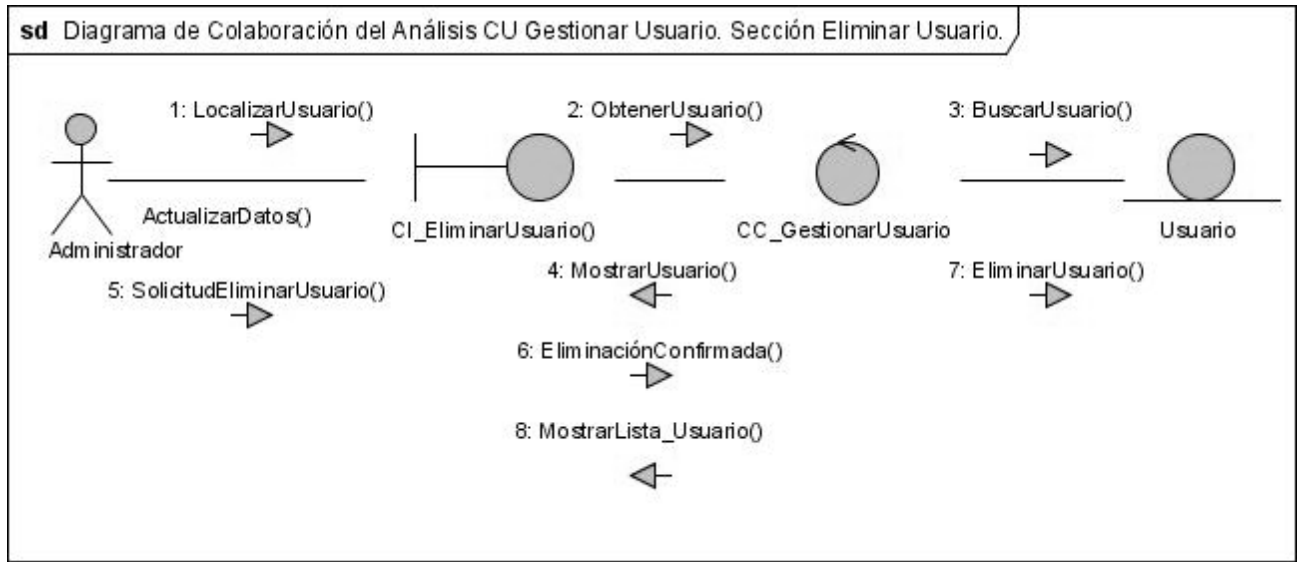 sd Diagrama de Colaboración del Análisis CU Gestionar Usuario. Sección Eliminar Usuario.
1: LocalizarUsuario()
2: ObtenerUsuario()
3: BuscarUsuario()
ActualizarDatos()
Administrador
CI_EliminarUsuario()
CC_GestionarUsuario
Usuario
5: SolicitudEliminarUsuario()
4: MostrarUsuario()
7: EliminarUsuario()
6: EliminaciónConfirmada()
8: MostrarLista_Usuario()